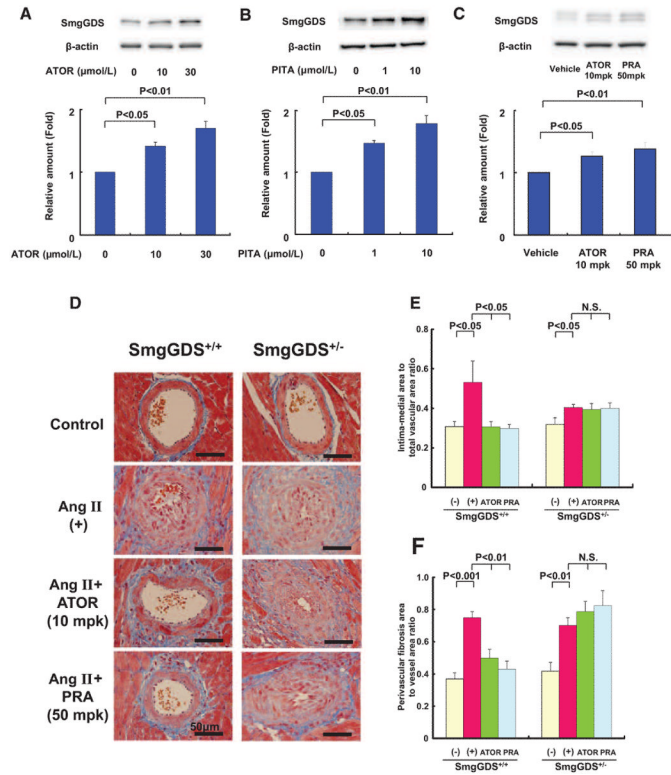 A
SmgGDS
β-actin
ATOR (μmol/L) 0 10 30
P<0.01
P<0.05
Relative amount (Fold)
2
1
0
ATOR (μmol/L) 0 10 30
B
SmgGDS
β-actin
PITA (μmol/L) 0 1 10
P<0.01
P<0.05
Relative amount (Fold)
2
1
0
PITA (μmol/L) 0 1 10
C
SmgGDS
β-actin
Vehicle ATOR PRA
10mpk 50mpk
P<0.01
P<0.05
Relative amount (Fold)
2
1
0
Vehicle ATOR PRA
10 mpk 50 mpk
D
SmgGDS+/+ SmgGDS+/-
Control
Ang II
(+)
Ang II+
ATOR
(10 mpk)
Ang II+
PRA
(50 mpk)
50μm
E
P<0.05 N.S.
P<0.05 P<0.05
Intima-medial area to
total vascular area ratio
0.8
0.6
0.4
0.2
0
(-) (+) ATOR PRA (-) (+) ATOR PRA
SmgGDS+/+ SmgGDS+/-
F
P<0.01 N.S.
P<0.001 P<0.01
Perivascular fibrosis area
to vessel area ratio
1.0
0.8
0.6
0.4
0.2
0
(-) (+) ATOR PRA (-) (+) ATOR PRA
SmgGDS+/+ SmgGDS+/-